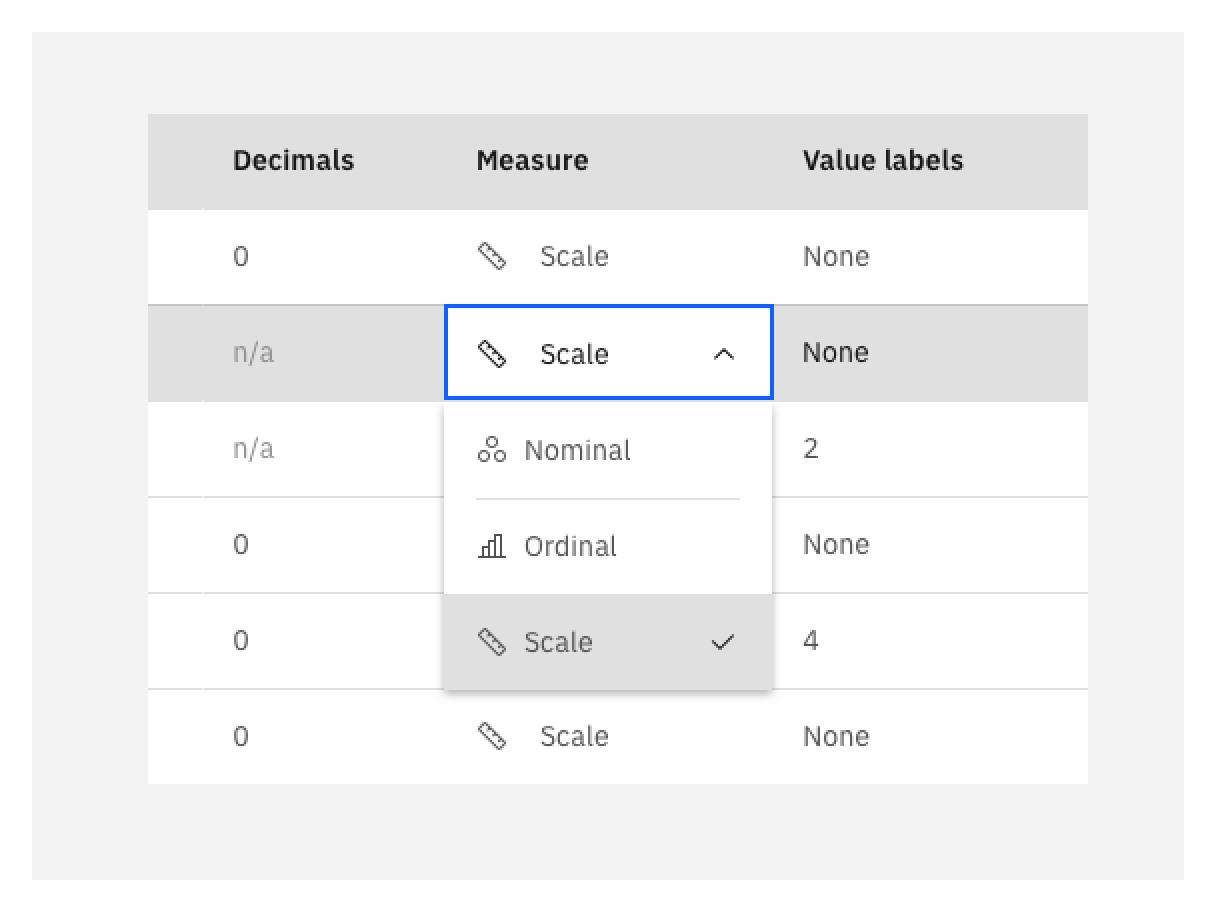 Decimals Measure Value labels
0 Scale None
n/a Scale None
n/a Nominal 2
0 Ordinal None
0 Scale 4
0 Scale None